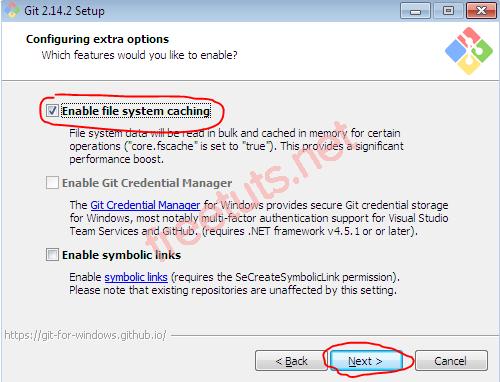 Git 2.14.2 Setup
Configuring extra options
Which features would you like to enable?
Enable file system caching
File system data will be read in bulk and cached in memory for certain
operations ("core.fscache" is set to "true"). This provides a significant
performance boost.
Enable Git Credential Manager
The Git Credential Manager for Windows provides secure Git credential storage
for Windows, most notably multi-factor authentication support for Visual Studio
Team Services and GitHub. (requires .NET framework v4.5.1 or or later).
Enable symbolic links
Enable symbolic links (requires the SeCreateSymbolicLink permission).
Please note that existing repositories are unaffected by this setting.
freetuts.net
https://git-for-windows.github.io/
< Back
Next >
Cancel